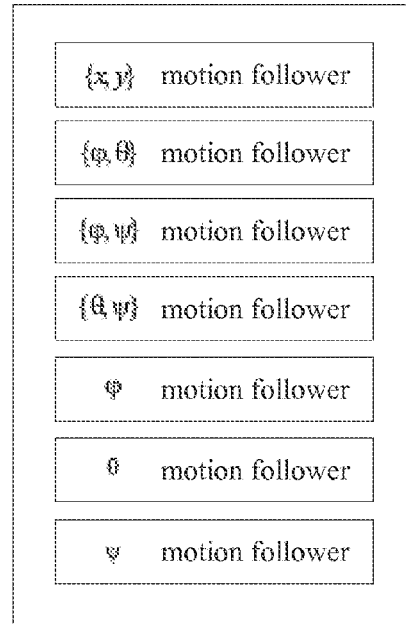 {x, y} motion follower
{φ, θ} motion follower
{φ, ψ} motion follower
{θ, ψ} motion follower
φ motion follower
θ motion follower
ψ motion follower